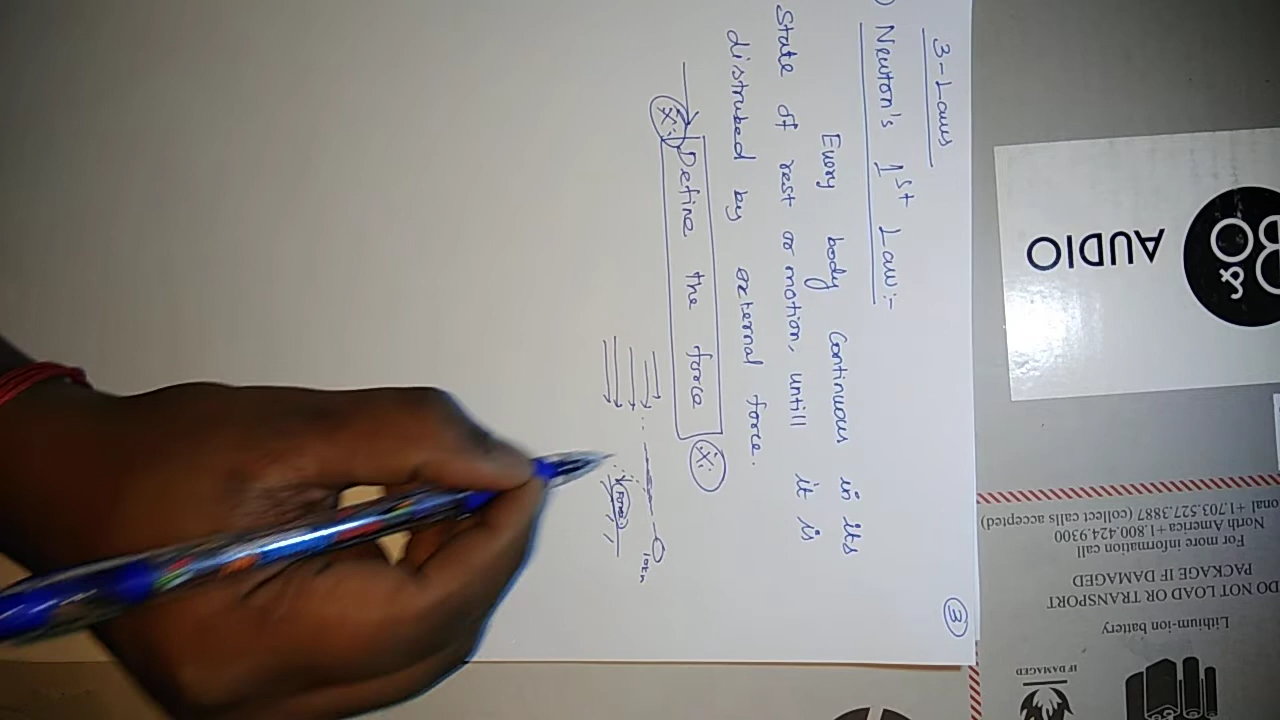 3
3-Laws
) Newton's 1st Law:-
Every body Continuous in its
State of rest or motion, untill it is
distrubed by external force.
Define the force
10kn
Force
B&O
AUDIO
Lithium-ion battery
DO NOT LOAD OR TRANSPORT
PACKAGE IF DAMAGED
For more information call
North America +1.800.424.9300
onal +1.703.527.3887 (collect calls accepted)
IF DAMAGED